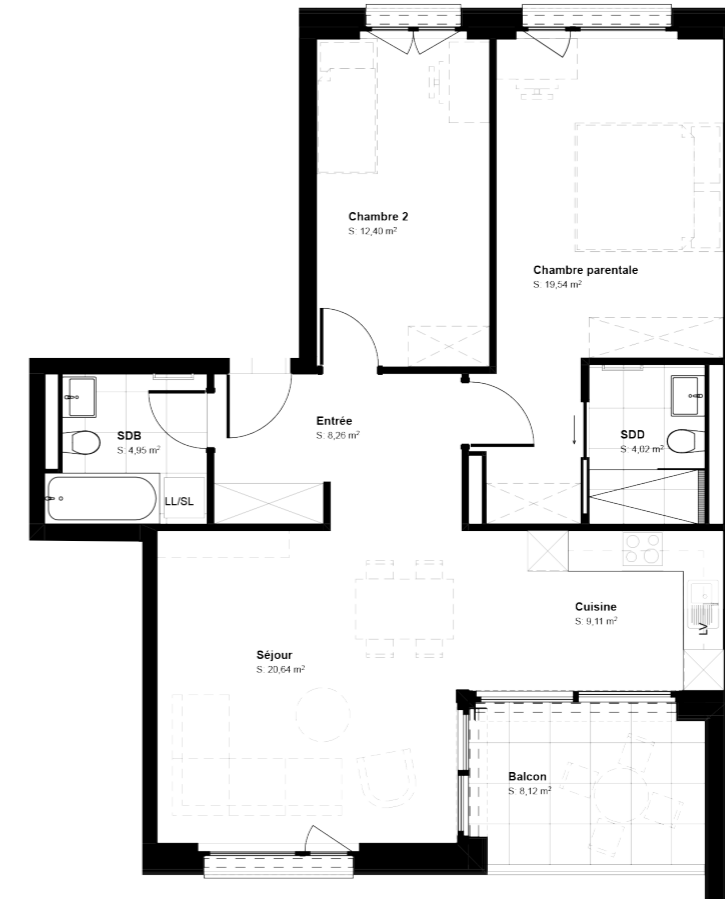 Chambre 2
S: 12,40 m²
Chambre parentale
S: 19,54 m²
Entrée
S: 8,26 m²
SDB
S: 4,95 m²
SDD
S: 4,02 m²
LL/SL
Cuisine
S: 9,11 m²
LV
Séjour
S: 20,64 m²
Balcon
S: 8,12 m²